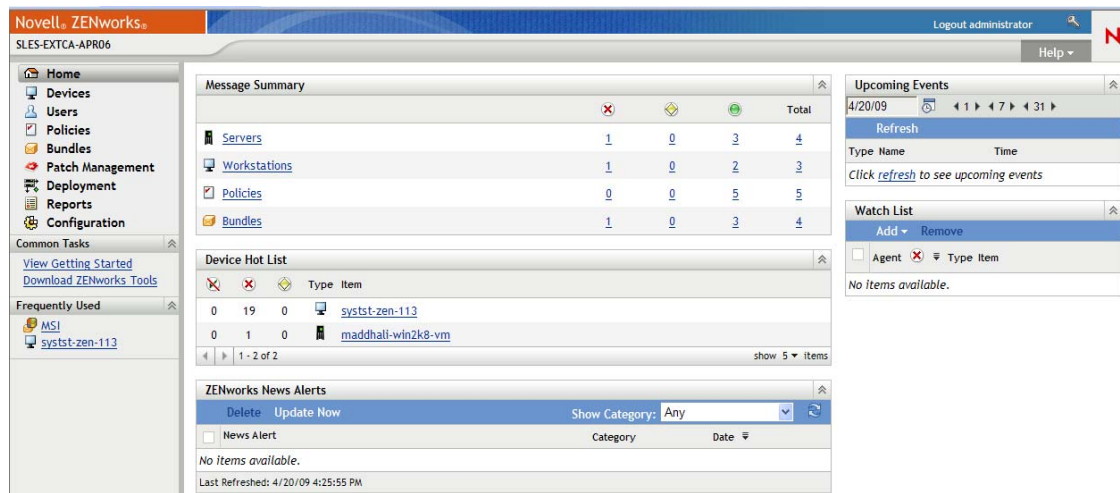 Novell® ZENworks®
Logout administrator
N
SLES-EXTCA-APR06
Help
Home
Devices
Users
Policies
Bundles
Patch Management
Deployment
Reports
Configuration
Common Tasks
View Getting Started
Download ZENworks Tools
Frequently Used
MSI
systst-zen-113
Message Summary
Total
Servers 1 0 3 4
Workstations 1 0 2 3
Policies 0 0 5 5
Bundles 1 0 3 4
Device Hot List
Type Item
0 19 0 systst-zen-113
0 1 0 maddhali-win2k8-vm
1 - 2 of 2 show 5 items
ZENworks News Alerts
Delete Update Now Show Category: Any
News Alert Category Date
No items available.
Last Refreshed: 4/20/09 4:25:55 PM
Upcoming Events
4/20/09 1 7 31
Refresh
Type Name Time
Click refresh to see upcoming events
Watch List
Add Remove
Agent Type Item
No items available.